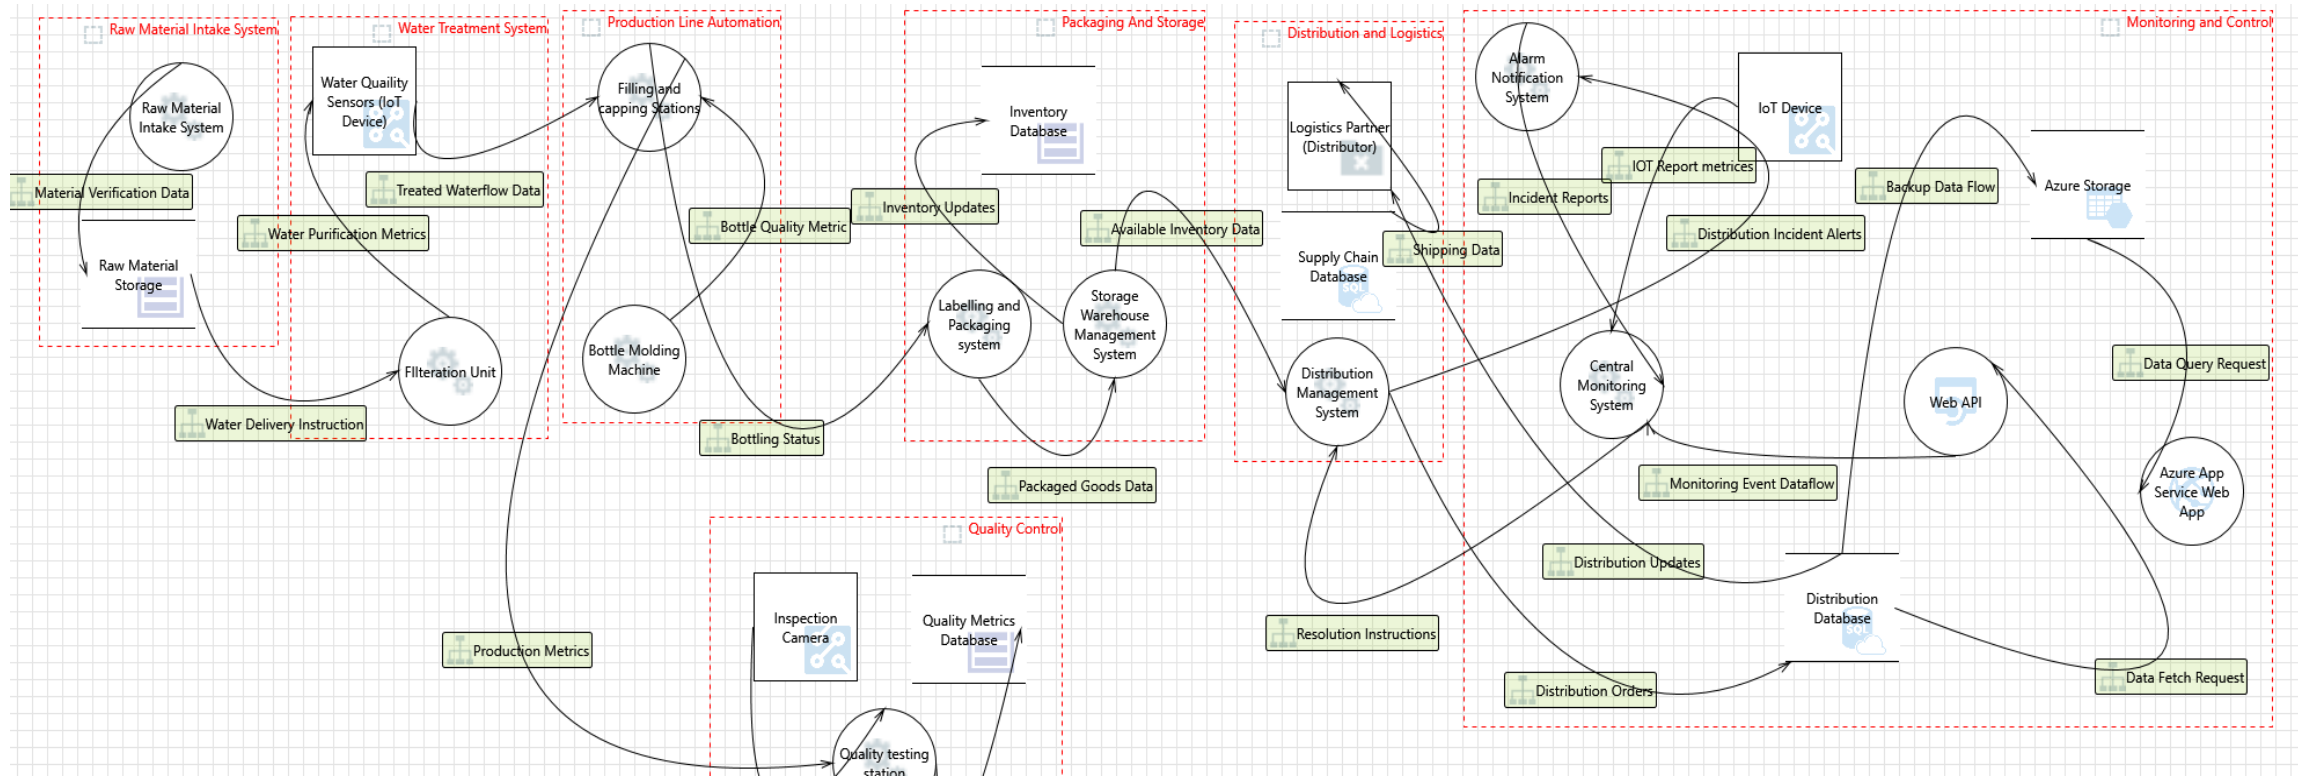 Raw Material Intake System
Raw Material
Intake System
Material Verification Data
Raw Material
Storage
Water Delivery Instruction
Water Treatment System
Water Quaility
Sensors (IoT
Device)
Treated Waterflow Data
Water Purification Metrics
FIlteration Unit
Production Line Automation
Filling and
capping Stations
Bottle Quality Metric
Bottle Molding
Machine
Bottling Status
Production Metrics
Packaging And Storage
Inventory
Database
Inventory Updates
Available Inventory Data
Labelling and
Packaging
system
Storage
Warehouse
Management
System
Packaged Goods Data
Quality Control
Inspection
Camera
Quality Metrics
Database
Quality testing
station
Distribution and Logistics
Logistics Partner
(Distributor)
Supply Chain
Database
Shipping Data
Distribution
Management
System
Resolution Instructions
Monitoring and Control
Alarm
Notification
System
IoT Device
IOT Report metrices
Incident Reports
Distribution Incident Alerts
Backup Data Flow
Azure Storage
Central
Monitoring
System
Web API
Data Query Request
Monitoring Event Dataflow
Azure App
Service Web
App
Distribution Updates
Distribution
Database
Distribution Orders
Data Fetch Request